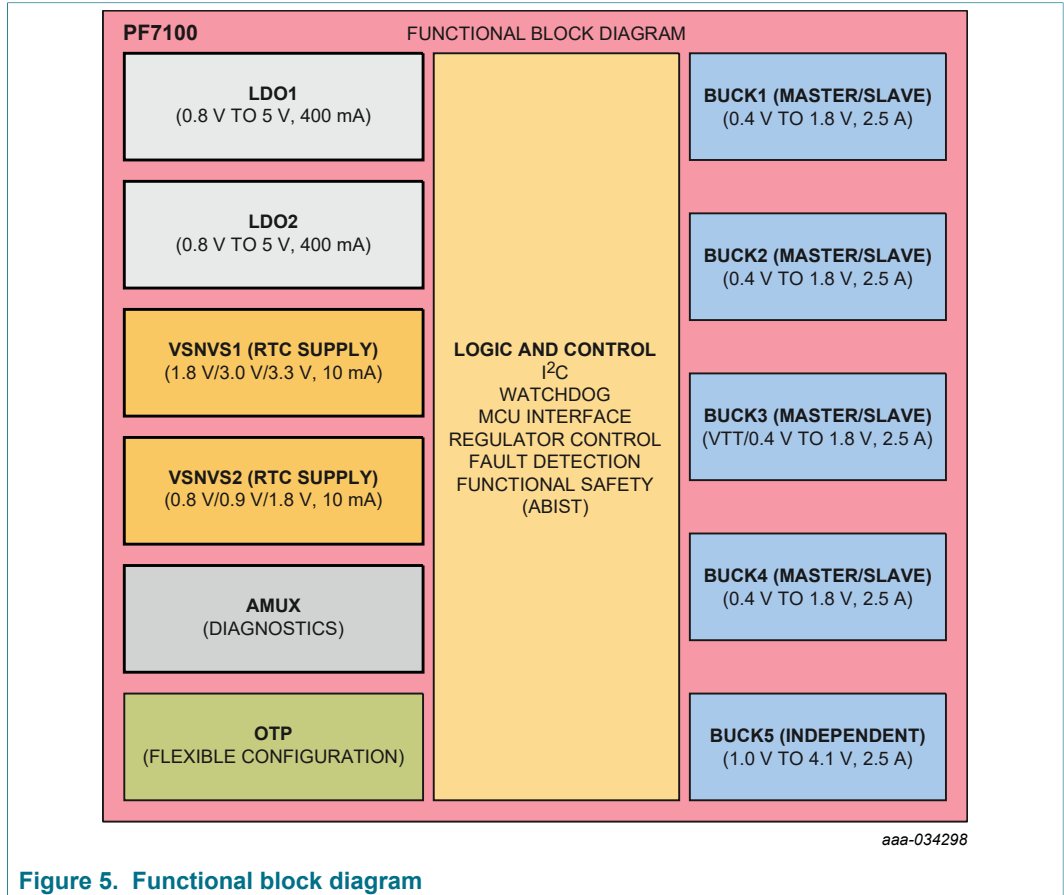 PF7100 FUNCTIONAL BLOCK DIAGRAM
LDO1
(0.8 V TO 5 V, 400 mA)
LDO2
(0.8 V TO 5 V, 400 mA)
VSNVS1 (RTC SUPPLY)
(1.8 V/3.0 V/3.3 V, 10 mA)
VSNVS2 (RTC SUPPLY)
(0.8 V/0.9 V/1.8 V, 10 mA)
AMUX
(DIAGNOSTICS)
OTP
(FLEXIBLE CONFIGURATION)
LOGIC AND CONTROL
I2C
WATCHDOG
MCU INTERFACE
REGULATOR CONTROL
FAULT DETECTION
FUNCTIONAL SAFETY
(ABIST)
BUCK1 (MASTER/SLAVE)
(0.4 V TO 1.8 V, 2.5 A)
BUCK2 (MASTER/SLAVE)
(0.4 V TO 1.8 V, 2.5 A)
BUCK3 (MASTER/SLAVE)
(VTT/0.4 V TO 1.8 V, 2.5 A)
BUCK4 (MASTER/SLAVE)
(0.4 V TO 1.8 V, 2.5 A)
BUCK5 (INDEPENDENT)
(1.0 V TO 4.1 V, 2.5 A)
aaa-034298
Figure 5. Functional block diagram